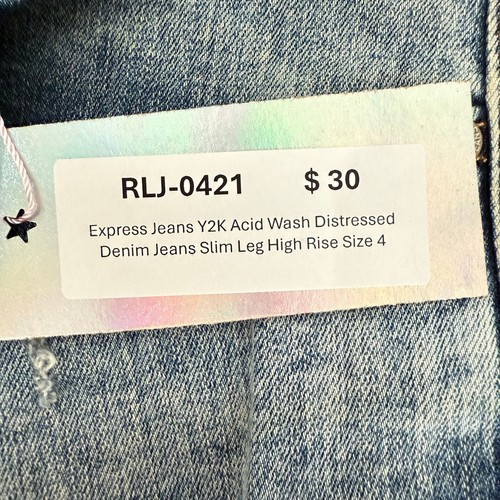 RLJ-0421 $ 30
Express Jeans Y2K Acid Wash Distressed
Denim Jeans Slim Leg High Rise Size 4